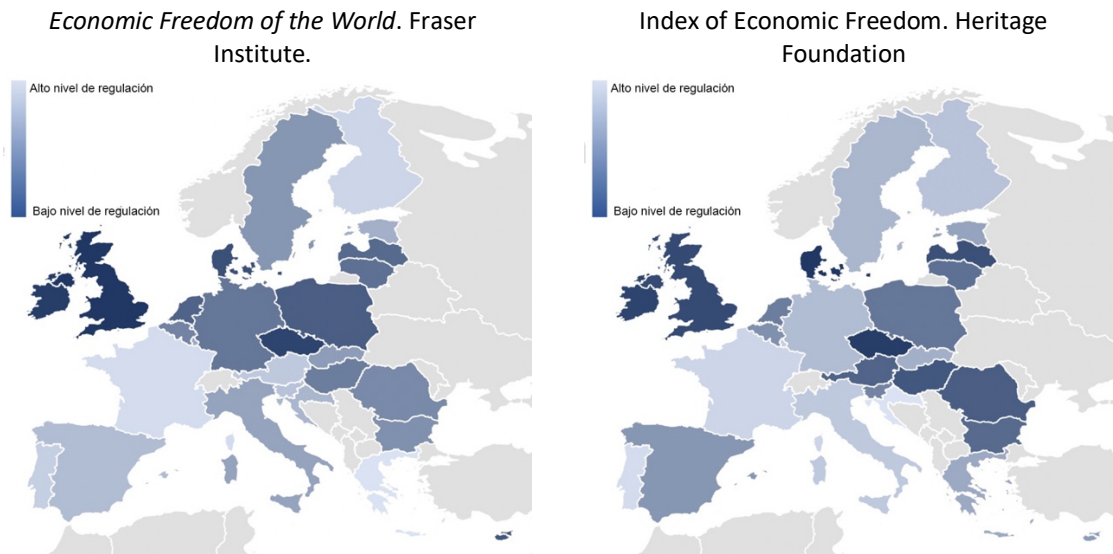 Economic Freedom of the World. Fraser
Institute.
Alto nivel de regulación
Bajo nivel de regulación
Index of Economic Freedom. Heritage
Foundation
Alto nivel de regulación
Bajo nivel de regulación